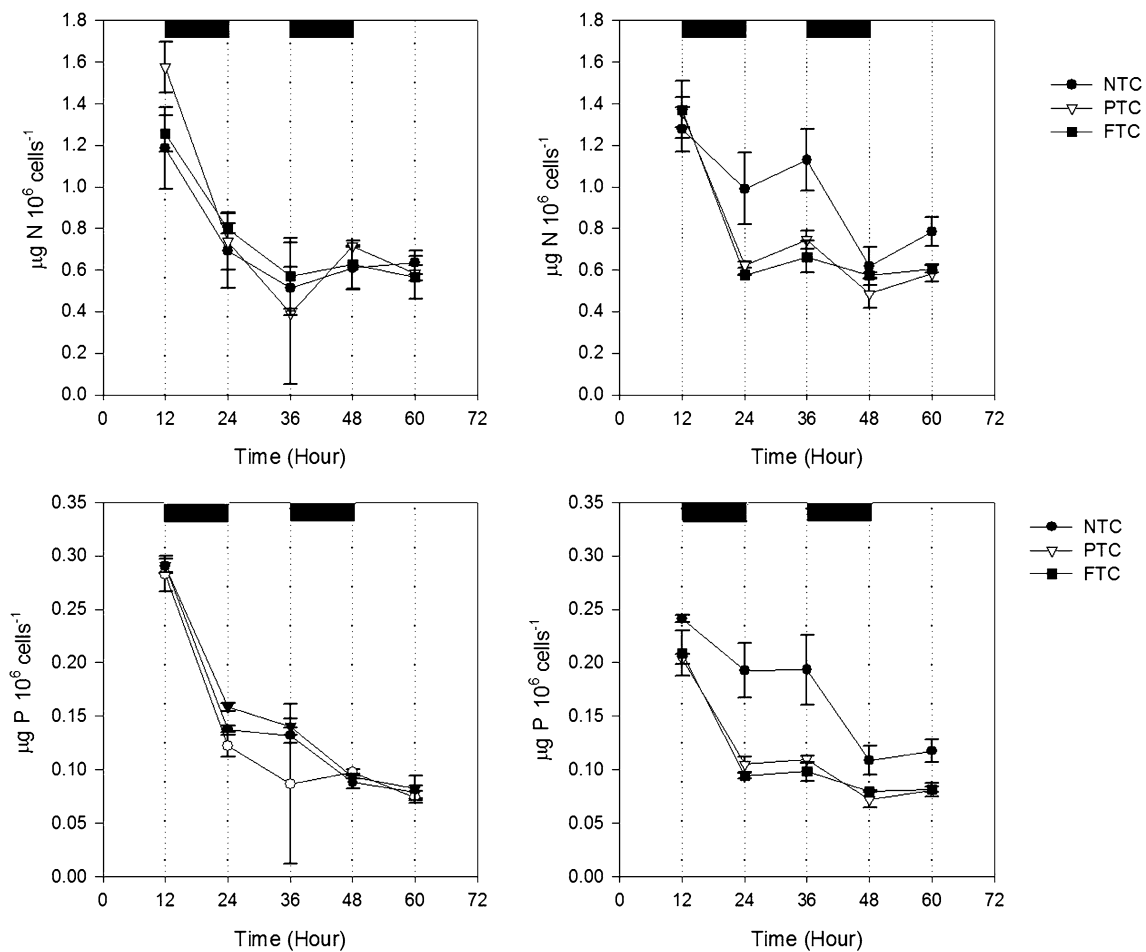 1.8
1.6
1.4
1.2
1.0
0.8
0.6
0.4
0.2
0.0
µg N 10⁶ cells⁻¹
0 12 24 36 48 60 72
Time (Hour)
1.8
1.6
1.4
1.2
1.0
0.8
0.6
0.4
0.2
0.0
µg N 10⁶ cells⁻¹
0 12 24 36 48 60 72
Time (Hour)
NTC
PTC
FTC
0.35
0.30
0.25
0.20
0.15
0.10
0.05
0.00
µg P 10⁶ cells⁻¹
0 12 24 36 48 60 72
Time (Hour)
0.35
0.30
0.25
0.20
0.15
0.10
0.05
0.00
µg P 10⁶ cells⁻¹
0 12 24 36 48 60 72
Time (Hour)
NTC
PTC
FTC